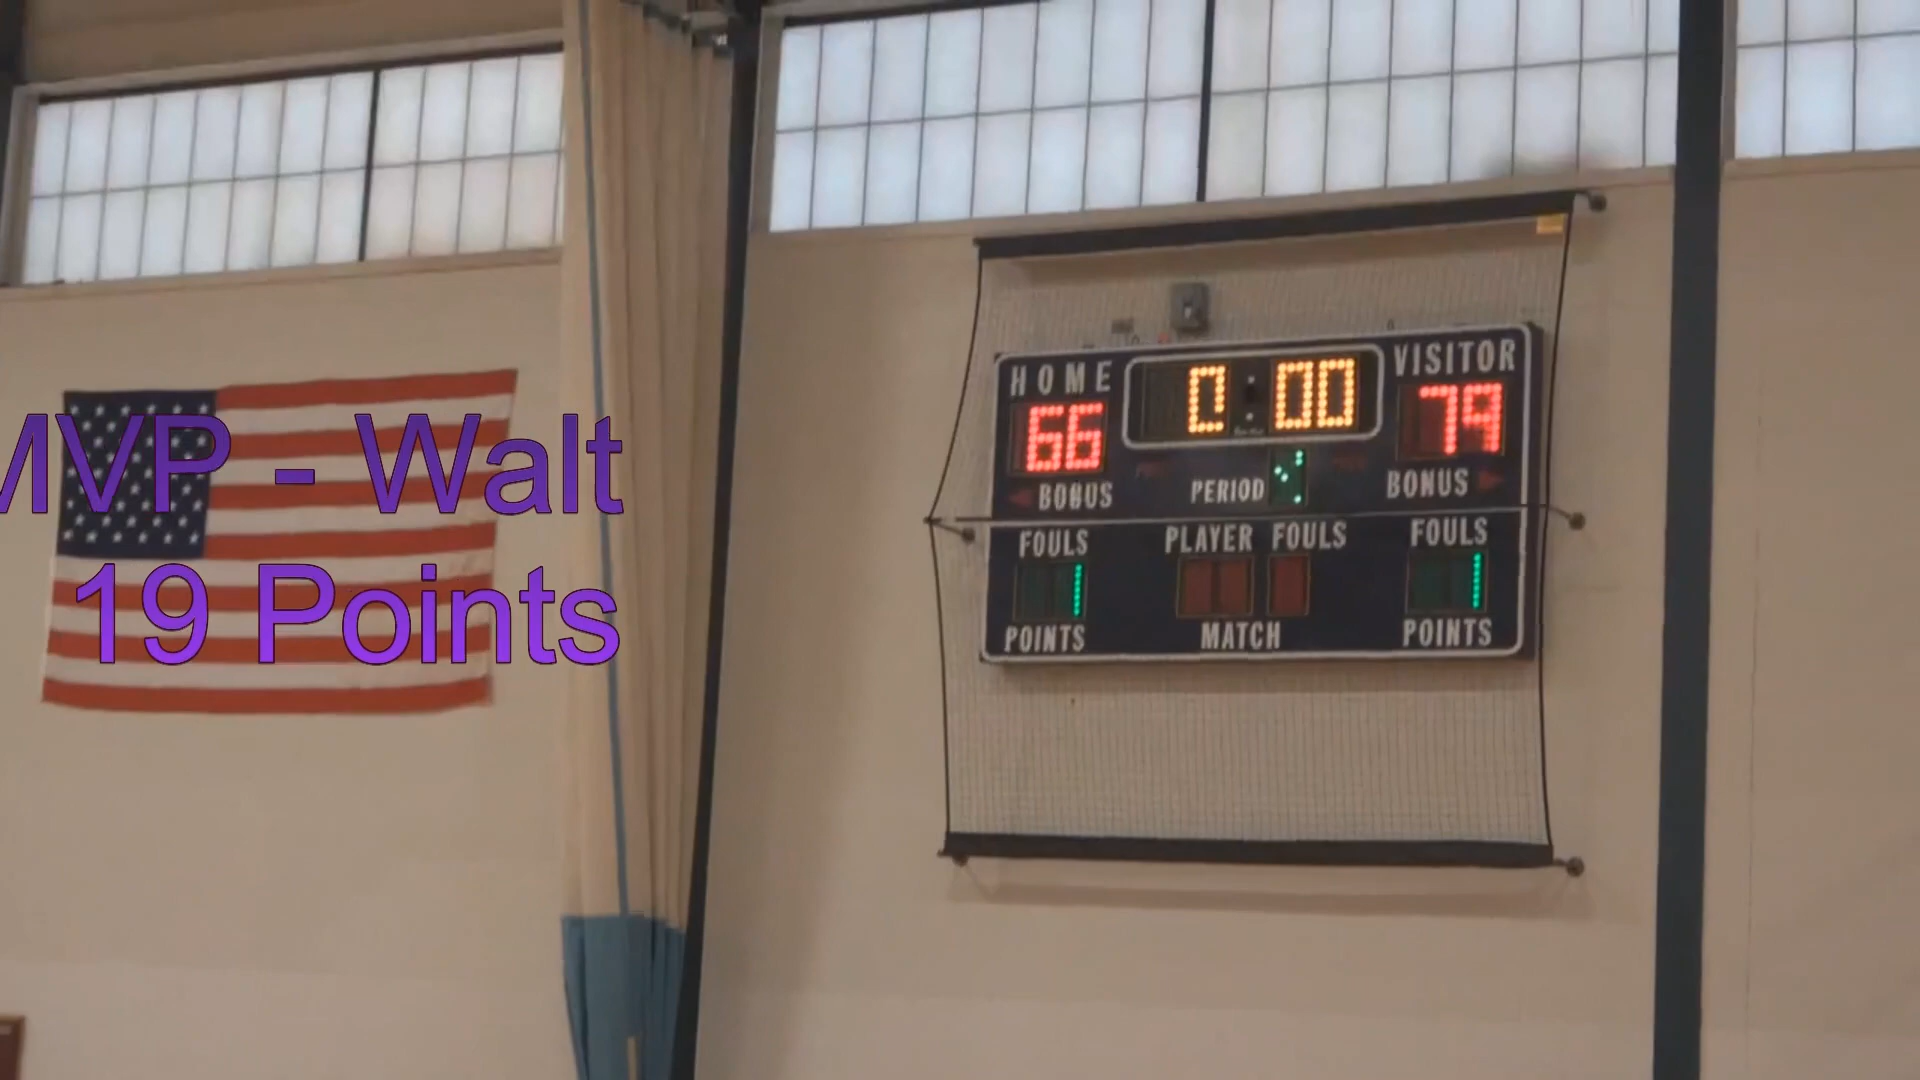 MVP - Walt
19 Points
HOME
0:00
VISITOR
66
79
BONUS
PERIOD
BONUS
FOULS
PLAYER FOULS
FOULS
1
1
POINTS
MATCH
POINTS